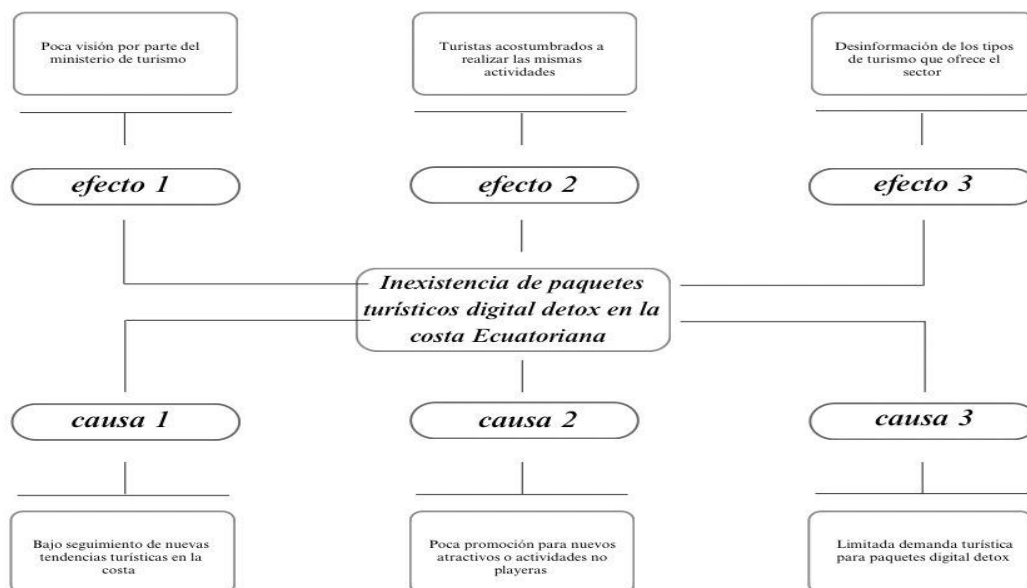 Poca visión por parte del
ministerio de turismo
Turistas acostumbrados a
realizar las mismas
actividades
Desinformación de los tipos
de turismo que ofrece el
sector
efecto 1
efecto 2
efecto 3
Inexistencia de paquetes
turísticos digital detox en la
costa Ecuatoriana
causa 1
causa 2
causa 3
Bajo seguimiento de nuevas
tendencias turísticas en la
costa
Poca promoción para nuevos
atractivos o actividades no
playeras
Limitada demanda turística
para paquetes digital detox